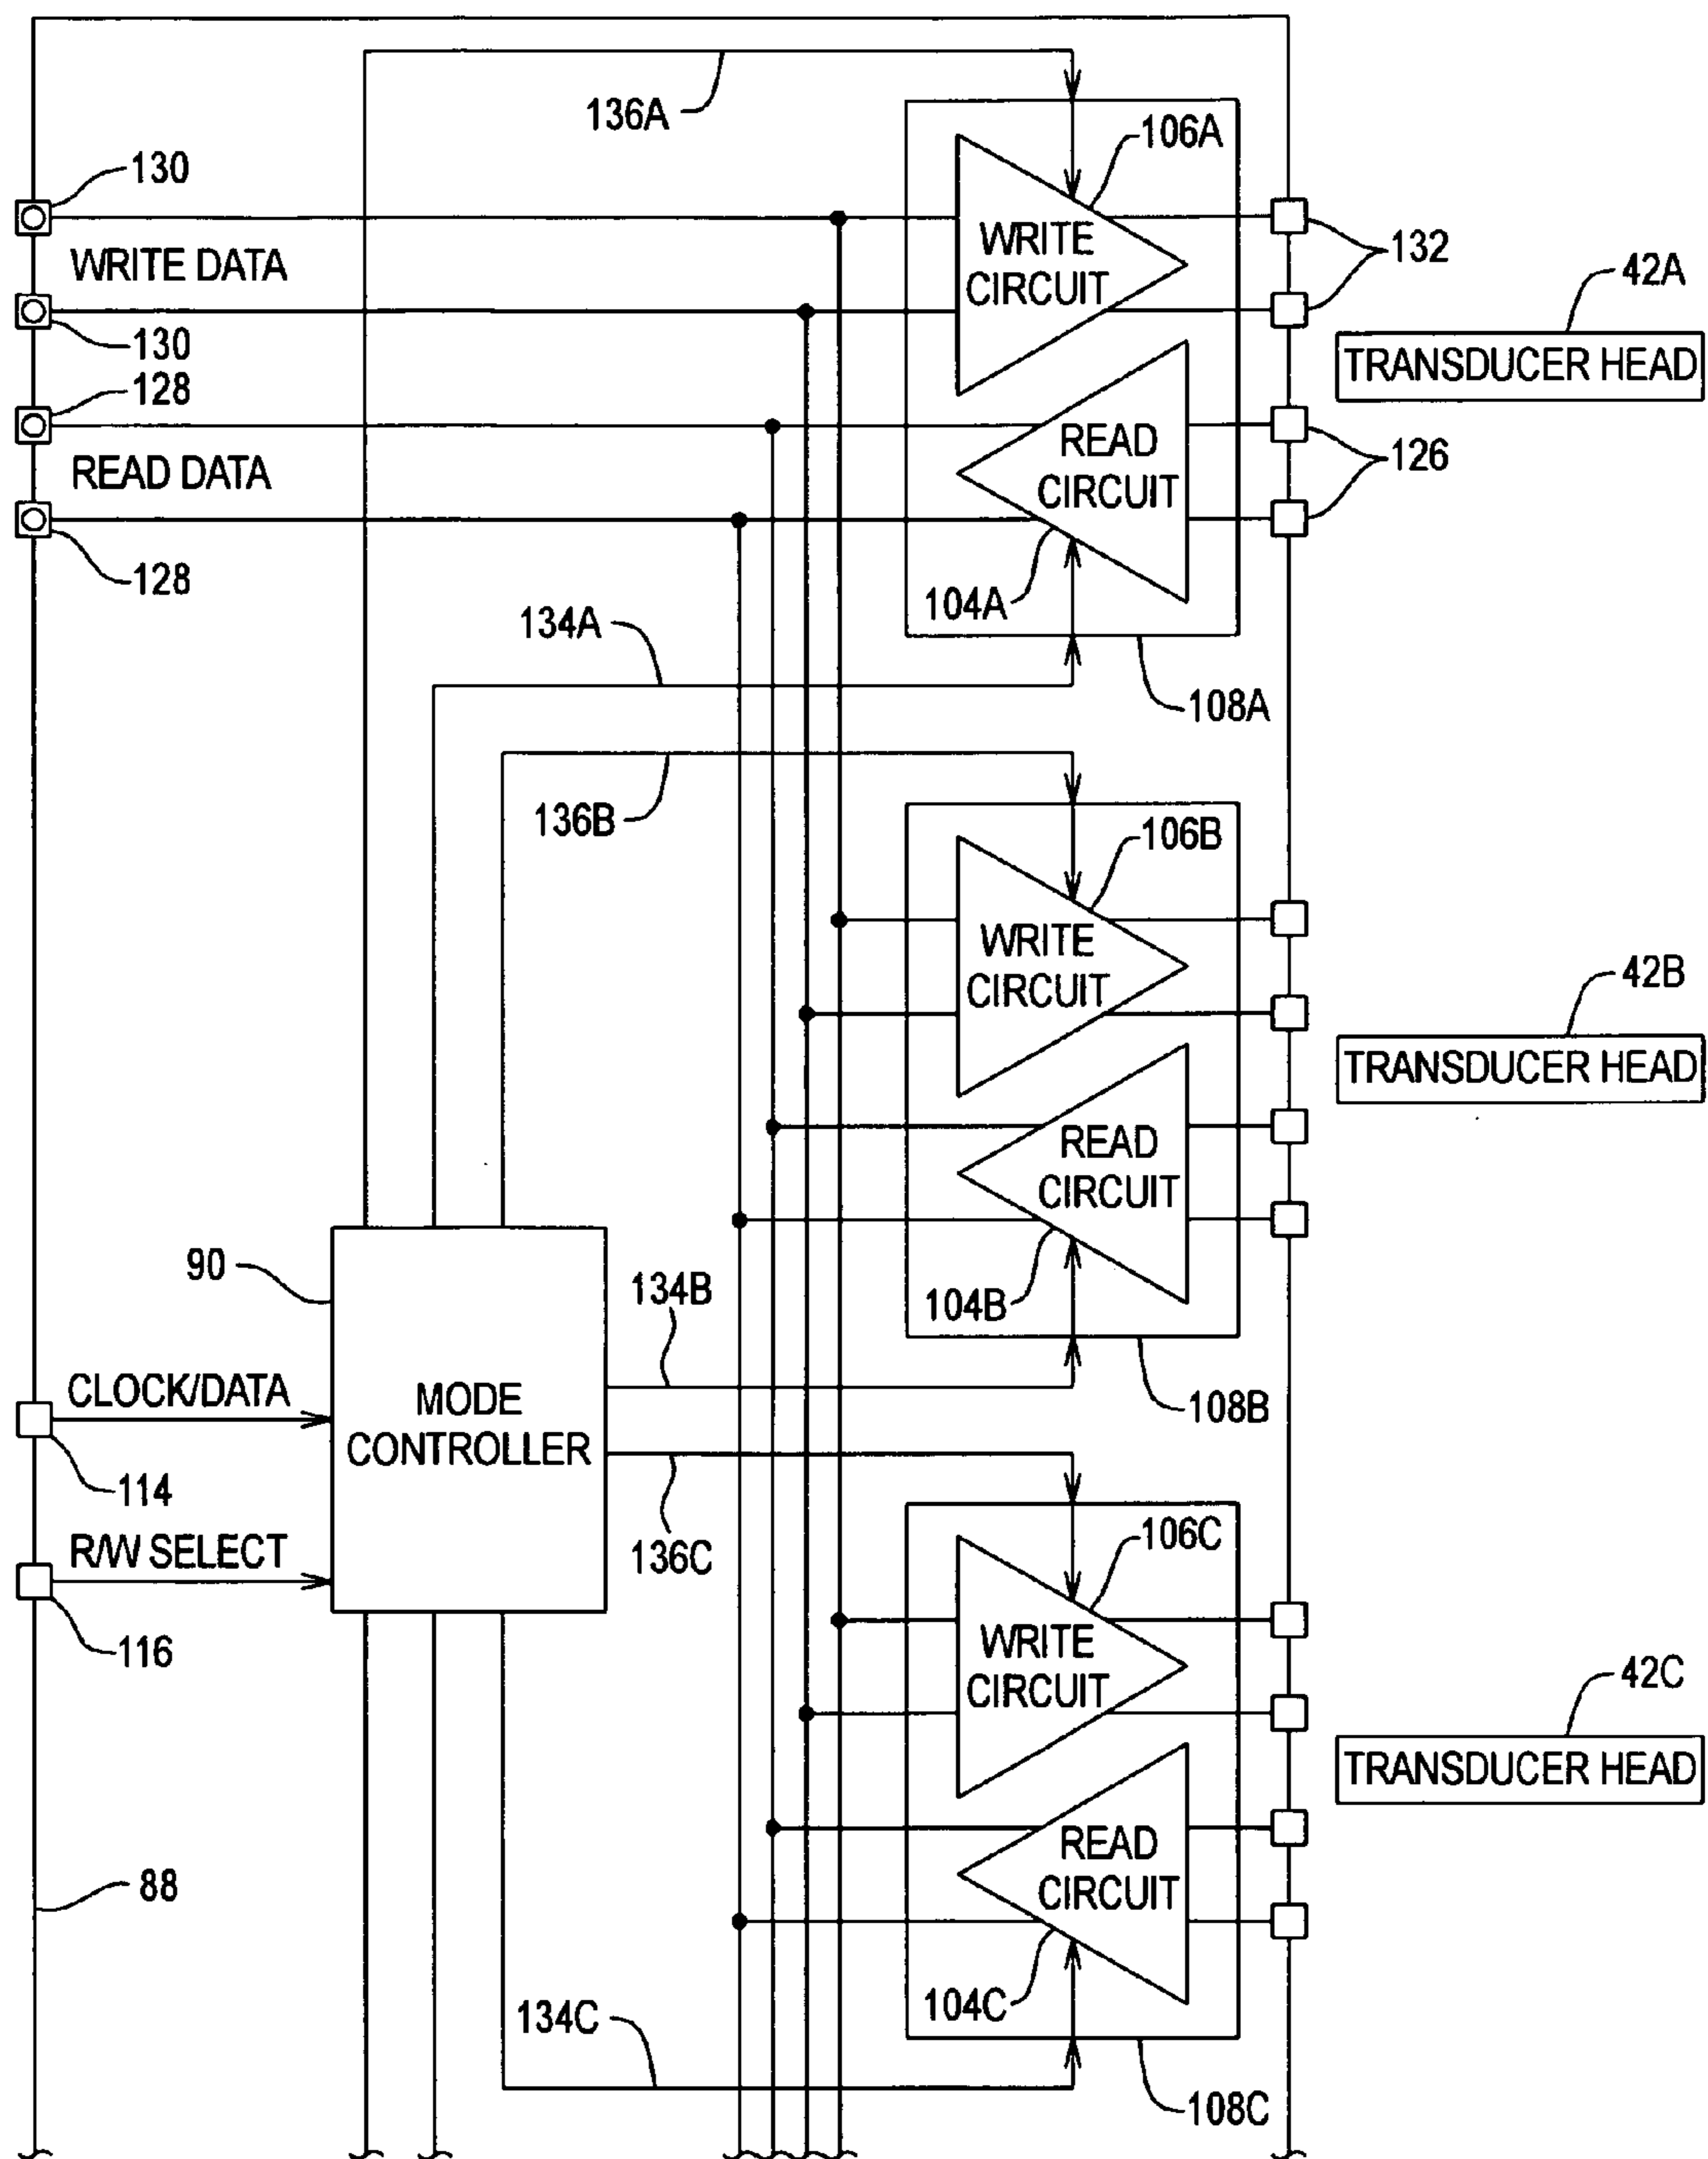 136A
106A
130
WRITE
CIRCUIT
132
WRITE DATA
42A
130
TRANSDUCER HEAD
128
READ
CIRCUIT
126
READ DATA
128
104A
134A
108A
136B
106B
WRITE
CIRCUIT
42B
TRANSDUCER HEAD
READ
CIRCUIT
90
134B
104B
CLOCK/DATA
MODE
CONTROLLER
108B
114
R/W SELECT
136C
106C
116
WRITE
CIRCUIT
42C
TRANSDUCER HEAD
READ
CIRCUIT
88
104C
134C
108C